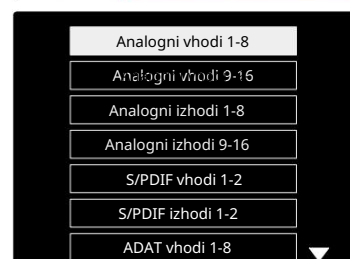 Analogni vhodi 1-8
Analogni vhodi 9-16
Analogni izhodi 1-8
Analogni izhodi 9-16
S/PDIF vhodi 1-2
S/PDIF izhodi 1-2
ADAT vhodi 1-8